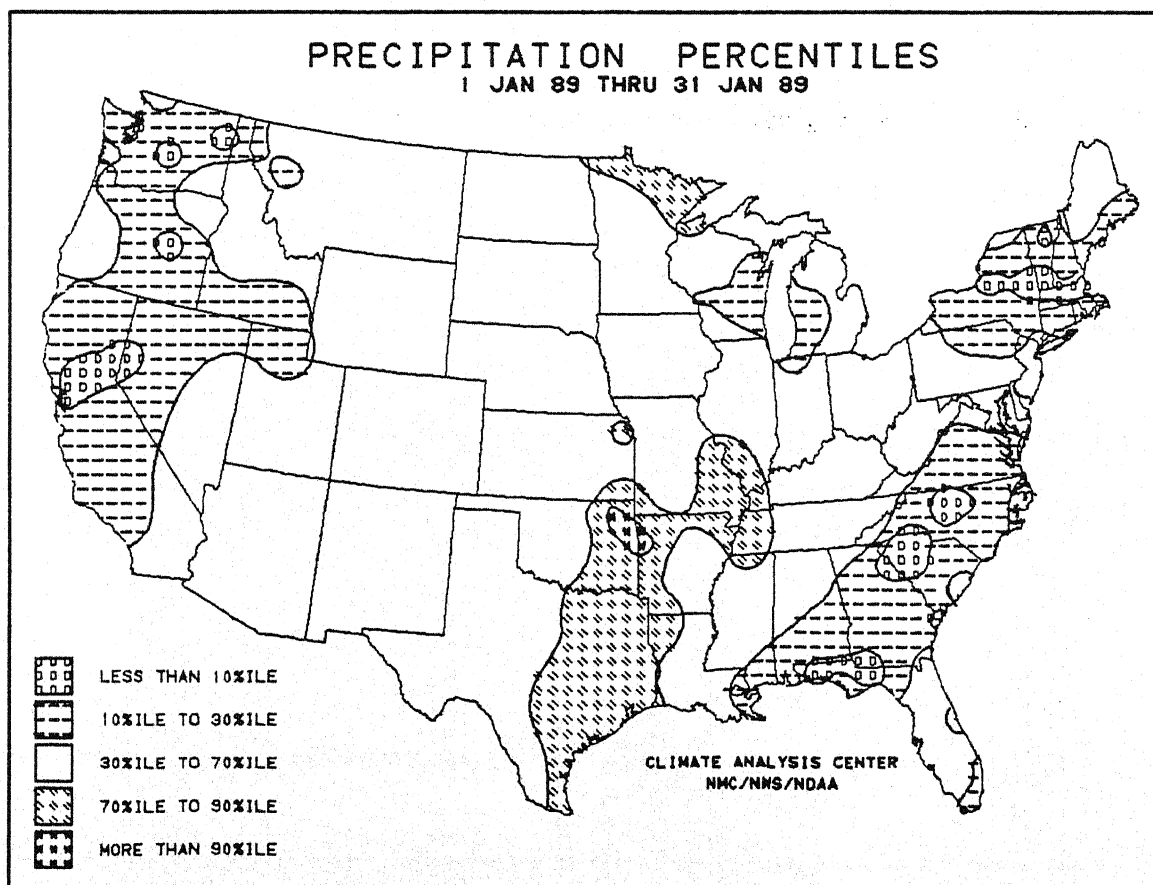 PRECIPITATION PERCENTILES
1 JAN 89 THRU 31 JAN 89
LESS THAN 10%ILE
10%ILE TO 30%ILE
30%ILE TO 70%ILE
70%ILE TO 90%ILE
MORE THAN 90%ILE
CLIMATE ANALYSIS CENTER
NMC/NWS/NOAA